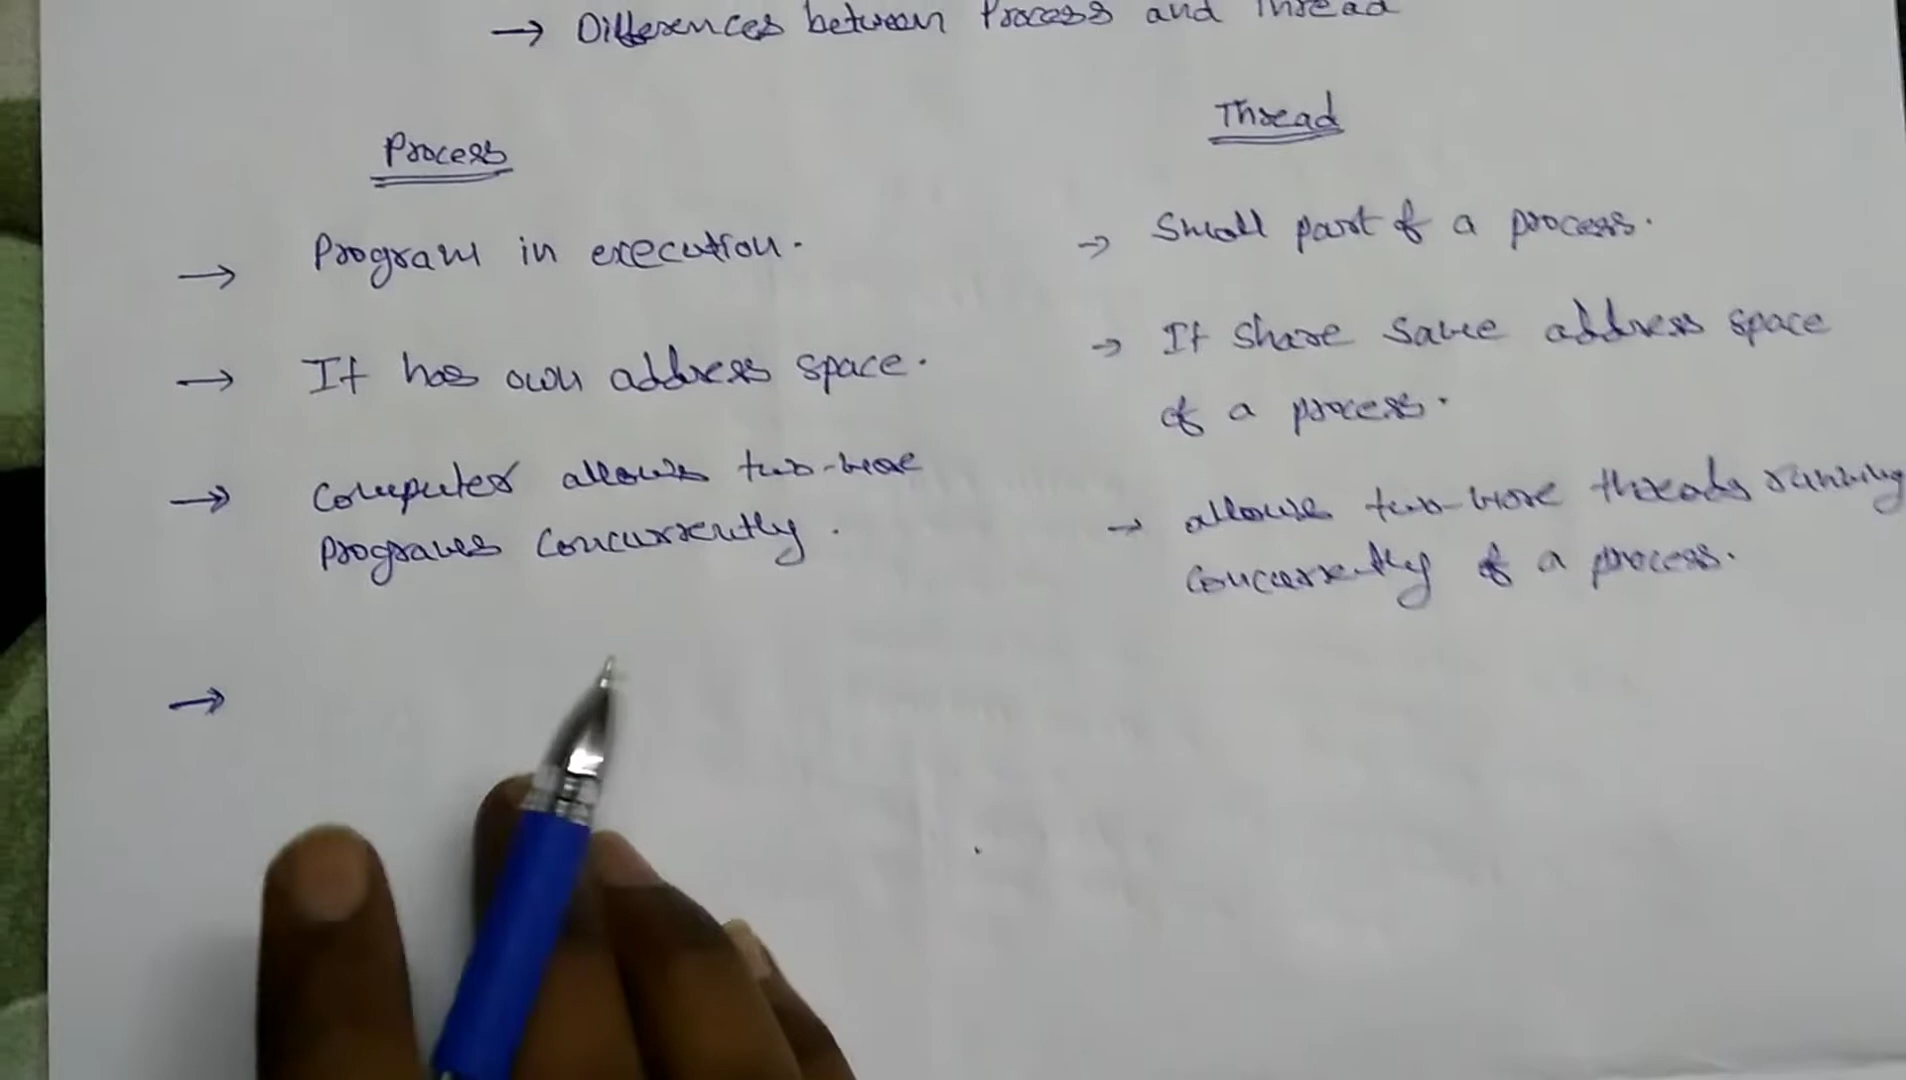 → Differences between Process and Thread
Process
→ Program in execution.
→ It has own address space.
→ Computer allows two-more
programs concurrently.
→
Thread
→ Small part of a process.
→ It share same address space
of a process.
→ allows two-more threads running
concurrently of a process.